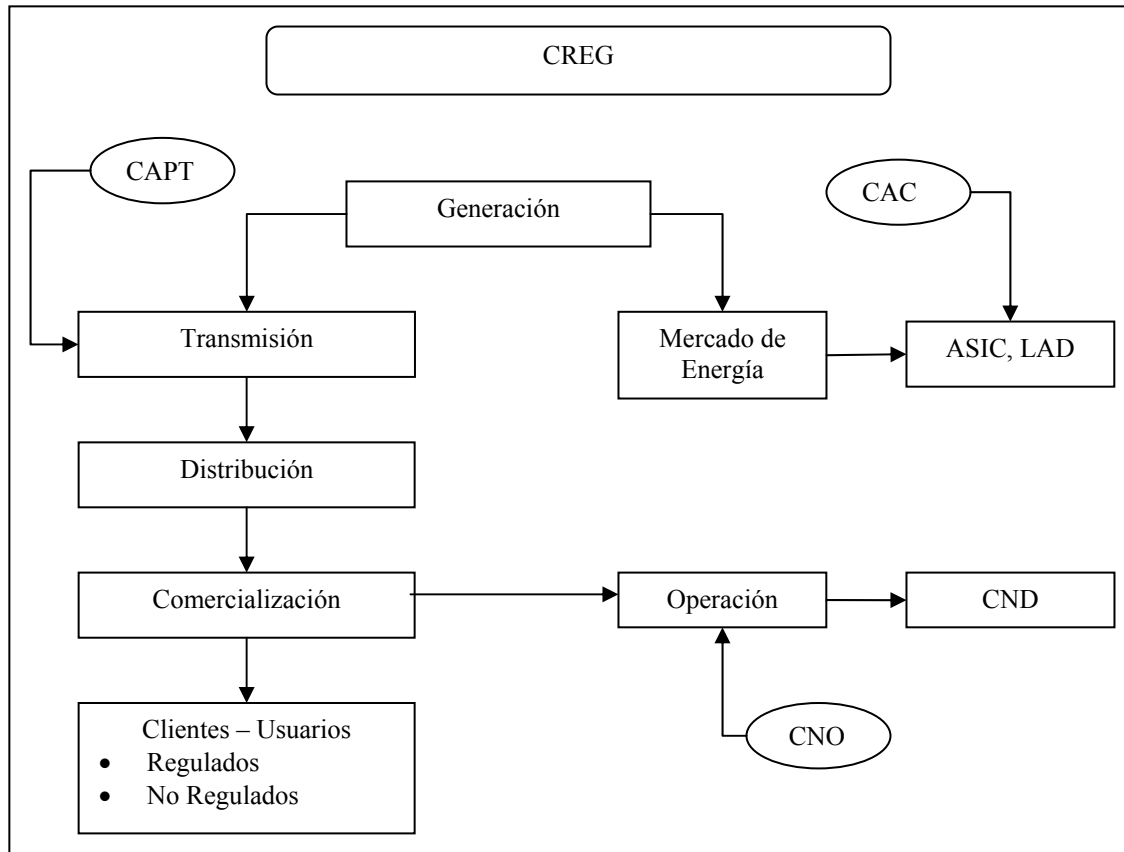 CREG
CAPT
Generación
CAC
Transmisión
Mercado de
Energía
ASIC, LAD
Distribución
Comercialización
Operación
CND
Clientes – Usuarios
• Regulados
• No Regulados
CNO